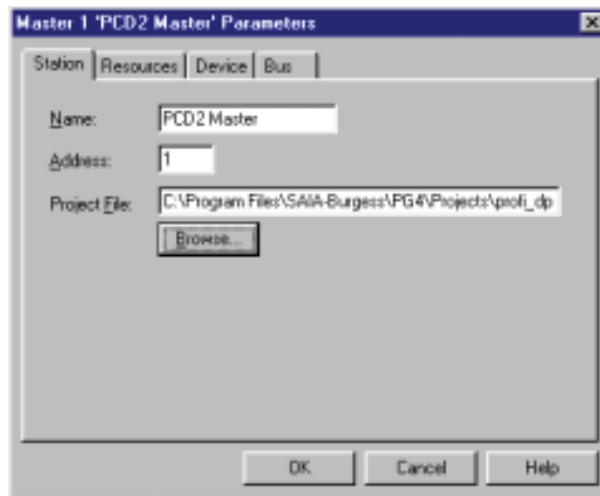 Master 1 'PCD2 Master' Parameters
Station Resources Device Bus
Name: PCD2 Master
Address: 1
Project File: C:\Program Files\SAIA-Burgess\PG4\Projects\profi_dp
Browse...
OK Cancel Help